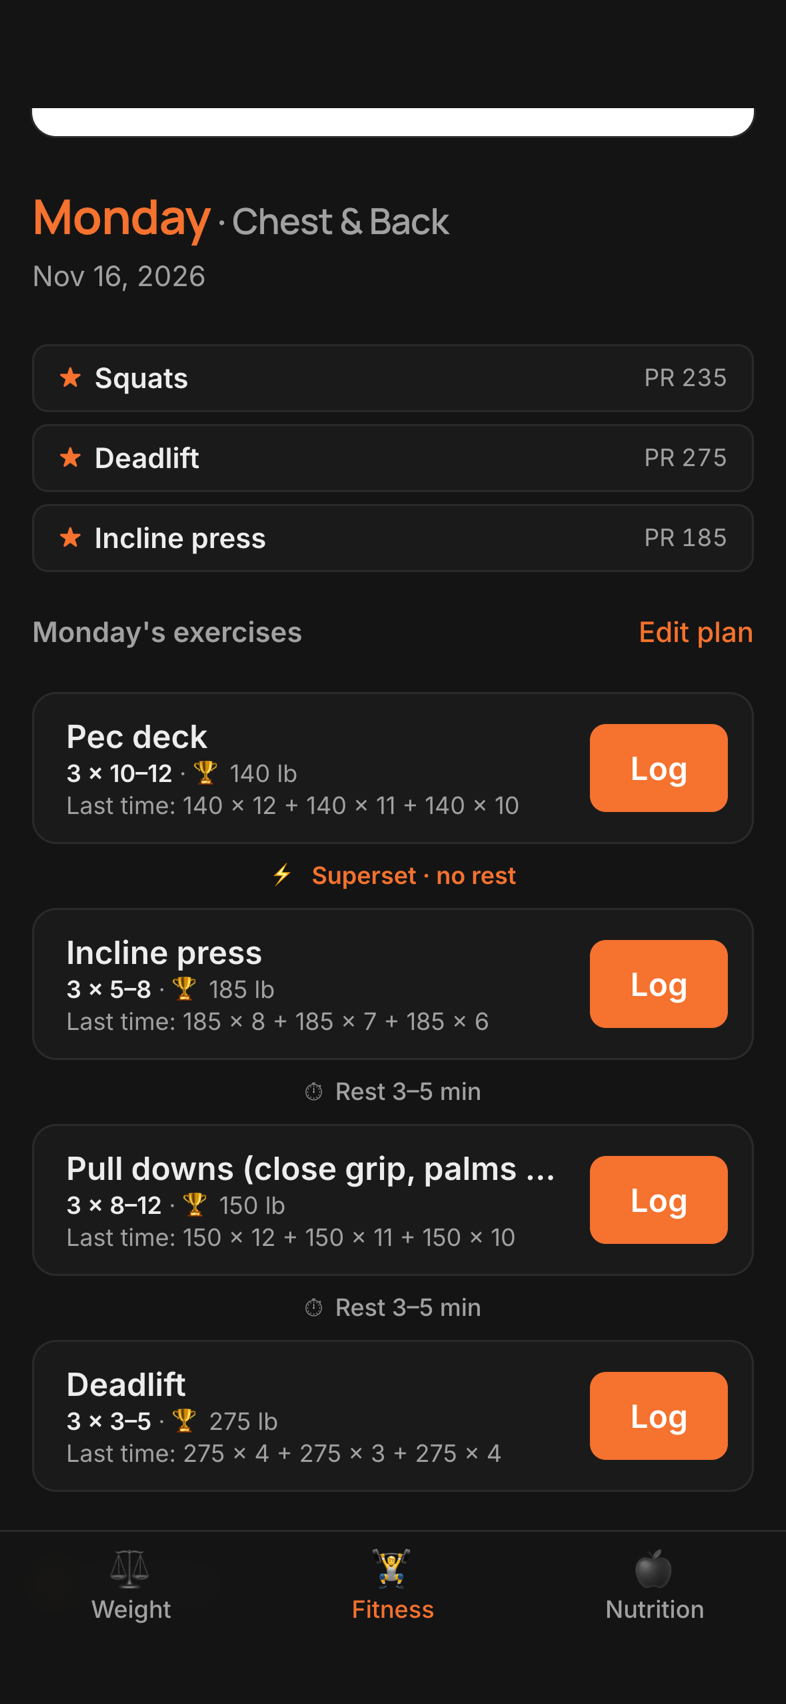 Monday · Chest & Back
Nov 16, 2026
Squats PR 235
Deadlift PR 275
Incline press PR 185
Monday's exercises Edit plan
Pec deck
3 × 10–12 · 🏆 140 lb
Last time: 140 × 12 + 140 × 11 + 140 × 10
Log
⚡ Superset · no rest
Incline press
3 × 5–8 · 🏆 185 lb
Last time: 185 × 8 + 185 × 7 + 185 × 6
Log
⏱ Rest 3–5 min
Pull downs (close grip, palms ...
3 × 8–12 · 🏆 150 lb
Last time: 150 × 12 + 150 × 11 + 150 × 10
Log
⏱ Rest 3–5 min
Deadlift
3 × 3–5 · 🏆 275 lb
Last time: 275 × 4 + 275 × 3 + 275 × 4
Log
Weight Fitness Nutrition